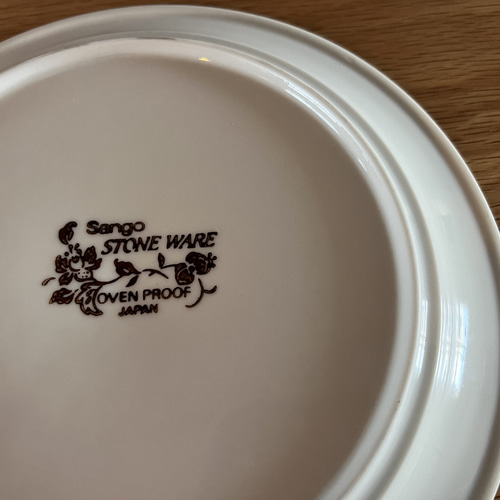 Sango
STONE WARE
OVEN PROOF
JAPAN